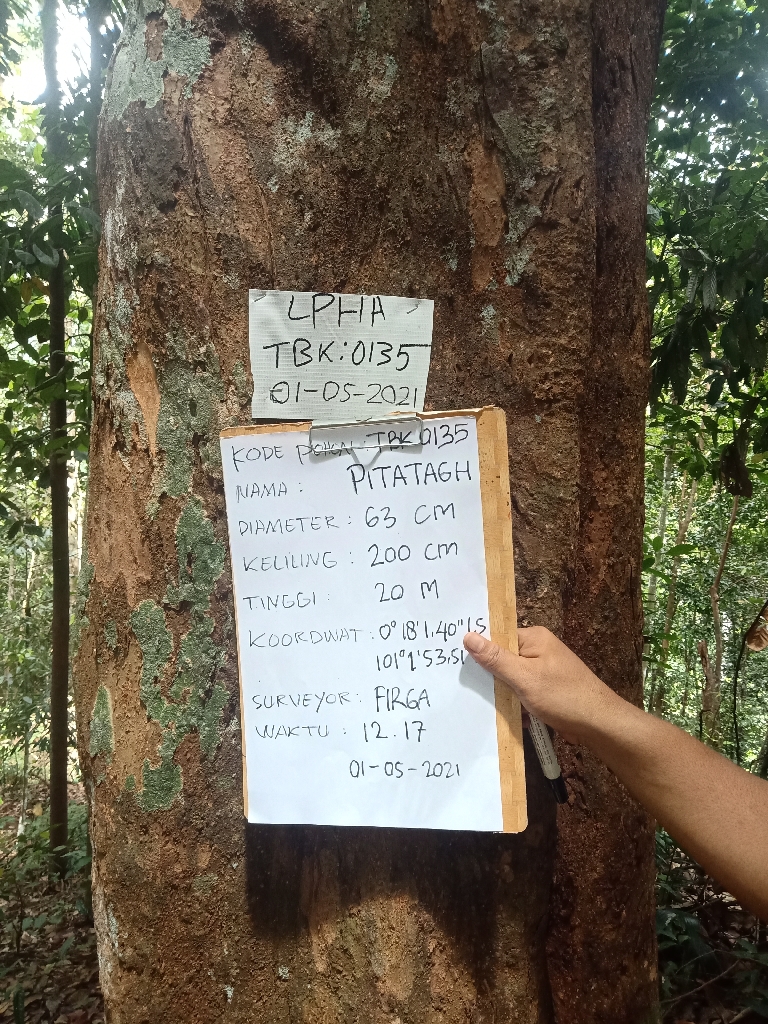 LPHA
TBK:0135
01-05-2021
KODE POHON : TBK 0135
NAMA : PITATAGH
DIAMETER : 63 CM
KELILING : 200 CM
TINGGI : 20 M
KOORDINAT : 0°18'1.40"LS
101°1'53,51
SURVEYOR : FIRGA
WAKTU : 12.17
01-05-2021